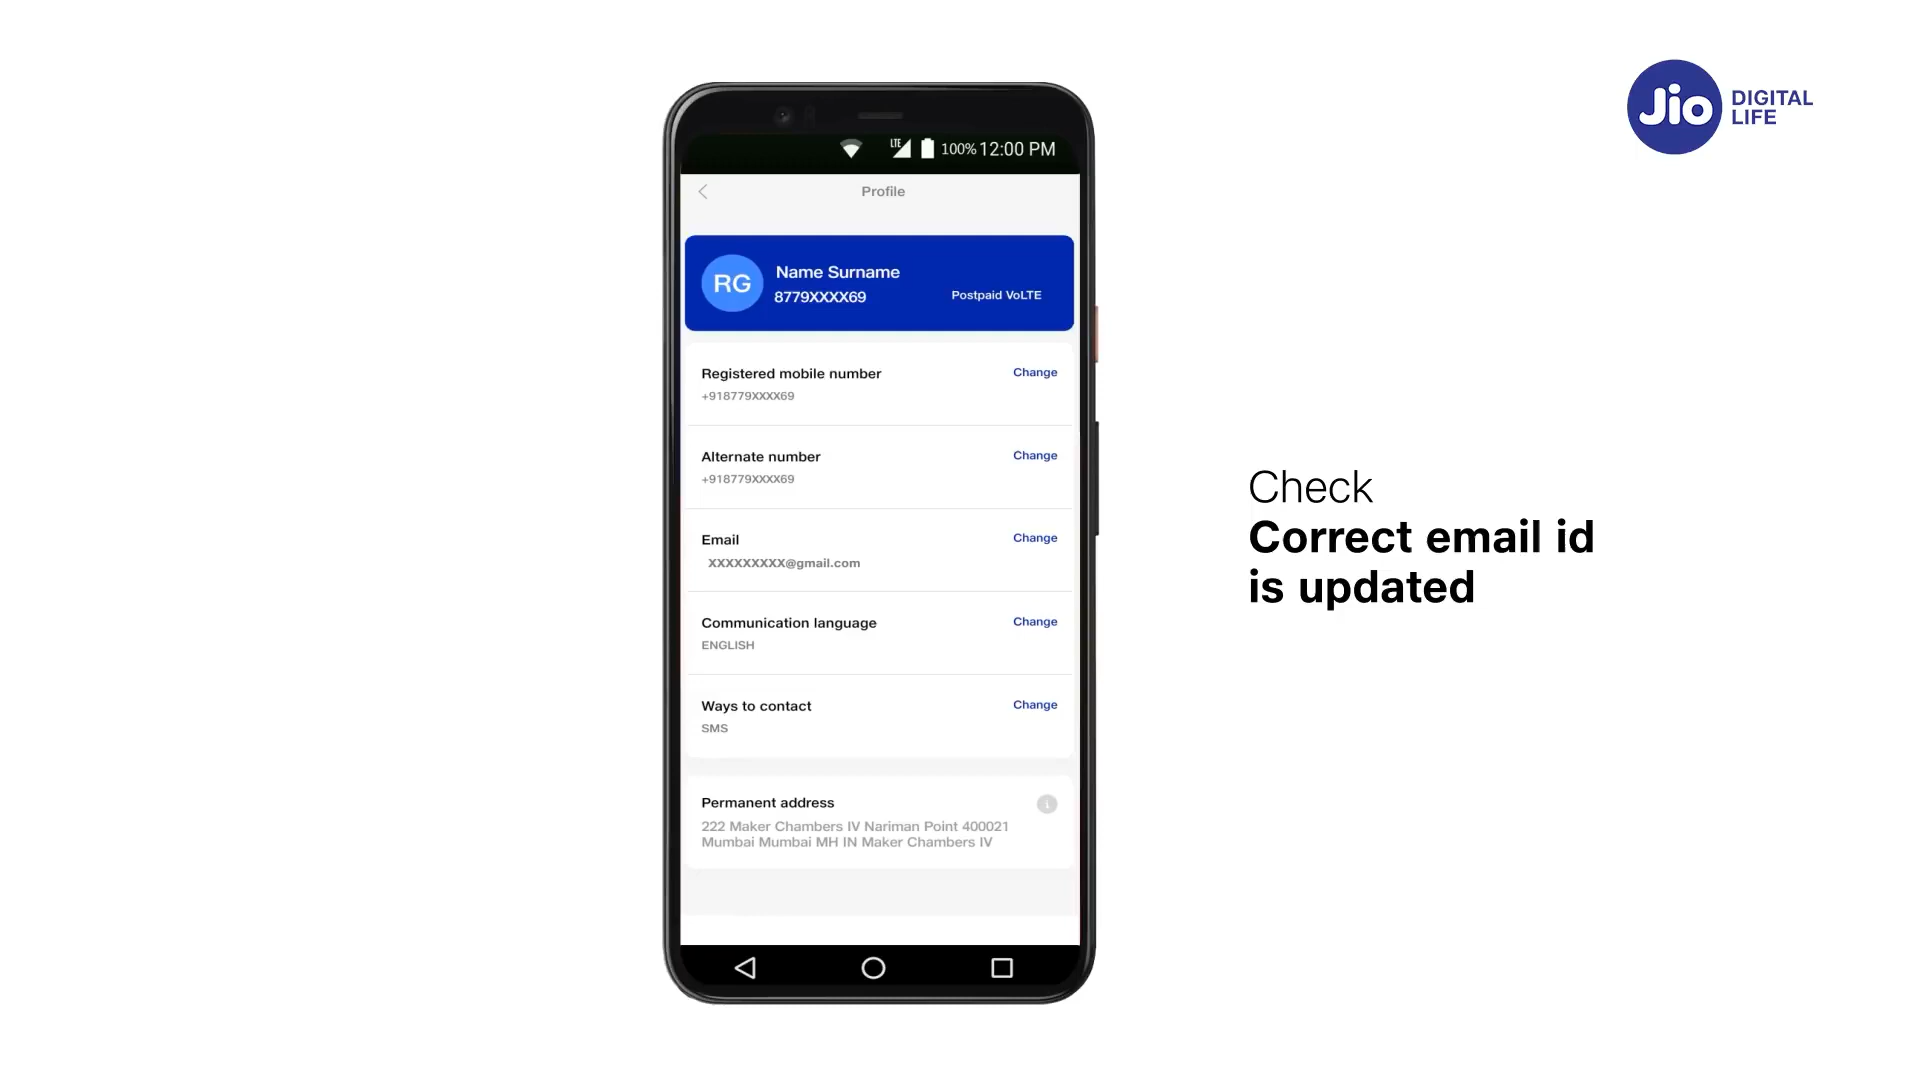 Jio DIGITAL
LIFE
LTE 100% 12:00 PM
Profile
RG
Name Surname
8779XXXX69
Postpaid VoLTE
Registered mobile number
Change
+918779XXXX69
Alternate number
Change
+918779XXXX69
Email
Change
XXXXXXXXX@gmail.com
Communication language
Change
ENGLISH
Ways to contact
Change
SMS
Permanent address
222 Maker Chambers IV Nariman Point 400021
Mumbai Mumbai MH IN Maker Chambers IV
Check
Correct email id
is updated